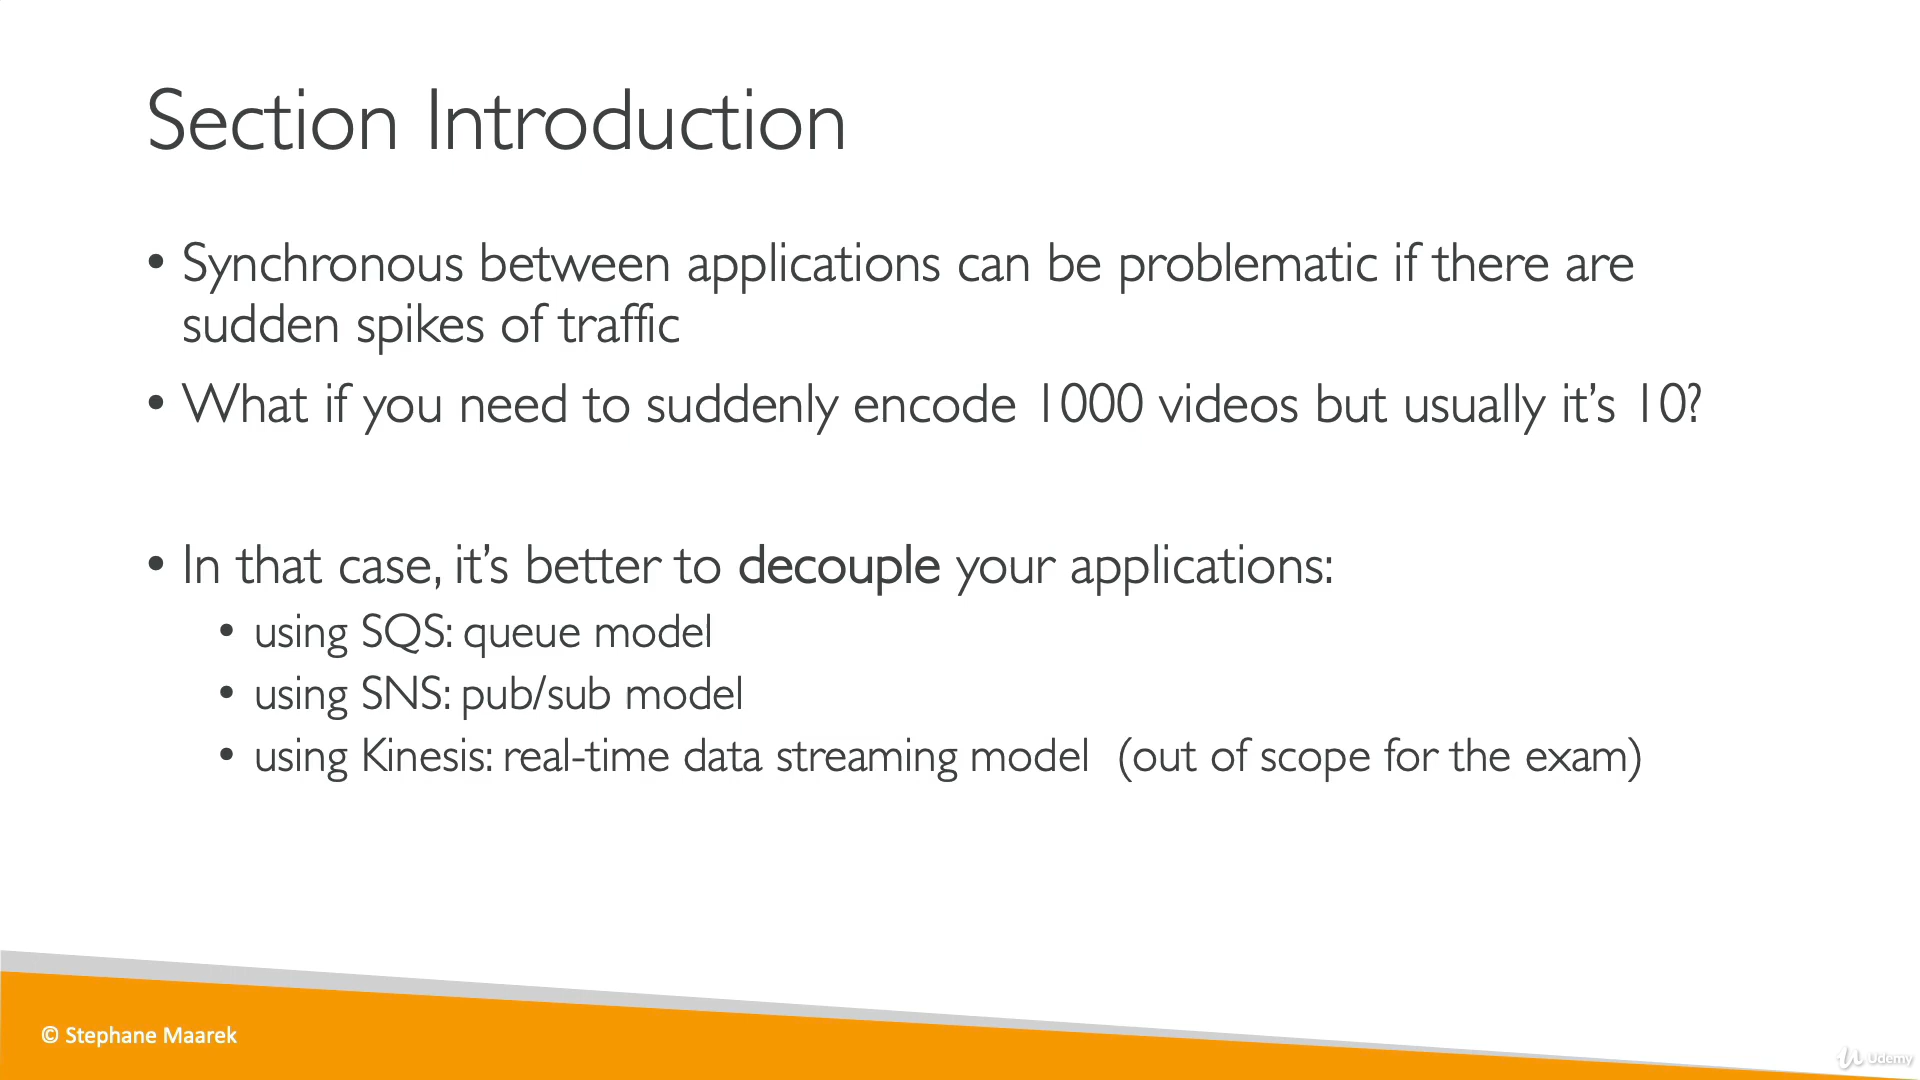 Section Introduction
• Synchronous between applications can be problematic if there are
sudden spikes of traffic
• What if you need to suddenly encode 1000 videos but usually it’s 10?
• In that case, it’s better to decouple your applications:
• using SQS: queue model
• using SNS: pub/sub model
• using Kinesis: real-time data streaming model (out of scope for the exam)
© Stephane Maarek
Udemy